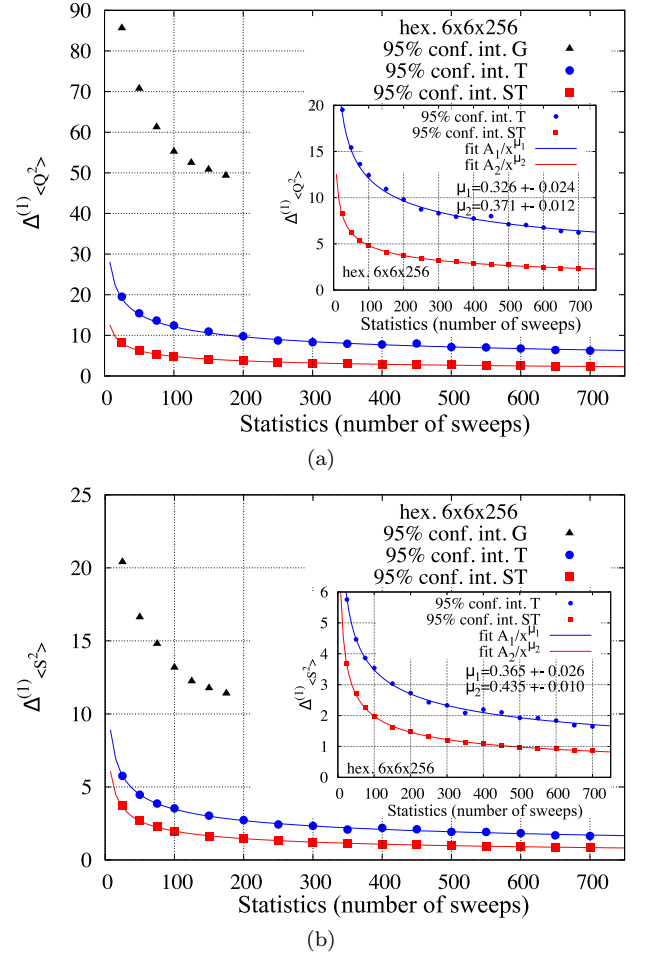 hex. 6x6x256
95% conf. int. G
95% conf. int. T
95% conf. int. ST
90
80
70
60
50
40
30
20
10
0
Δ(1)<Q2>
0 100 200 300 400 500 600 700
Statistics (number of sweeps)
95% conf. int. T
95% conf. int. ST
fit A1/xμ1
fit A2/xμ2
μ1=0.326 +- 0.024
μ2=0.371 +- 0.012
20
15
10
5
0
Δ(1)<Q2>
hex. 6x6x256
0 100 200 300 400 500 600 700
Statistics (number of sweeps)
(a)
hex. 6x6x256
95% conf. int. G
95% conf. int. T
95% conf. int. ST
25
20
15
10
5
0
Δ(1)<S2>
0 100 200 300 400 500 600 700
Statistics (number of sweeps)
95% conf. int. T
95% conf. int. ST
fit A1/xμ1
fit A2/xμ2
μ1=0.365 +- 0.026
μ2=0.435 +- 0.010
6
5
4
3
2
1
0
Δ(1)<S2>
hex. 6x6x256
0 100 200 300 400 500 600 700
Statistics (number of sweeps)
(b)